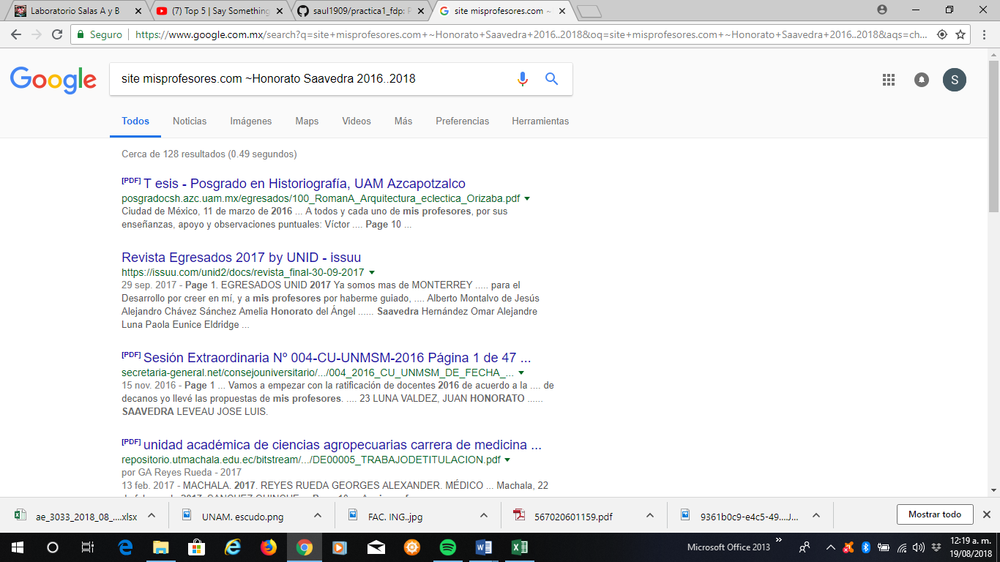 Laboratorio Salas A y B
(7) Top 5 | Say Something
saul1909/practica1_fdp:
site misprofesores.com ~
Seguro
https://www.google.com.mx/search?q=site+misprofesores.com+~Honorato+Saavedra+2016..2018&oq=site+misprofesores.com+~Honorato+Saavedra+2016..2018&aqs=ch...
Google
site misprofesores.com ~Honorato Saavedra 2016..2018
S
Todos Noticias Imágenes Maps Videos Más Preferencias Herramientas
Cerca de 128 resultados (0.49 segundos)
[PDF] T esis - Posgrado en Historiografía, UAM Azcapotzalco
posgradocsh.azc.uam.mx/egresados/100_RomanA_Arquitectura_eclectica_Orizaba.pdf
Ciudad de México, 11 de marzo de 2016 ... A todos y cada uno de mis profesores, por sus
enseñanzas, apoyo y observaciones puntuales: Víctor .... Page 10 ...
Revista Egresados 2017 by UNID - issuu
https://issuu.com/unid2/docs/revista_final-30-09-2017
29 sep. 2017 - Page 1. EGRESADOS UNID 2017 Ya somos mas de MONTERREY ..... para el
Desarrollo por creer en mí, y a mis profesores por haberme guiado, .... Alberto Montalvo de Jesús
Alejandro Chávez Sánchez Amelia Honorato del Ángel ...... Saavedra Hernández Omar Alejandre
Luna Paola Eunice Eldridge ...
[PDF] Sesión Extraordinaria Nº 004-CU-UNMSM-2016 Página 1 de 47 ...
secretaria-general.net/consejouniversitario/.../004_2016_CU_UNMSM_DE_FECHA_...
15 nov. 2016 - Page 1 ... Vamos a empezar con la ratificación de docentes 2016 de acuerdo a la .... de
decanos yo llevé las propuestas de mis profesores. .... 23 LUNA VALDEZ, JUAN HONORATO ......
SAAVEDRA LEVEAU JOSE LUIS.
[PDF] unidad académica de ciencias agropecuarias carrera de medicina ...
repositorio.utmachala.edu.ec/bitstream/.../DE00005_TRABAJODETITULACION.pdf
por GA Reyes Rueda - 2017
13 feb. 2017 - MACHALA. 2017. REYES RUEDA GEORGES ALEXANDER. MÉDICO ... Machala, 22
ae_3033_2018_08_....xlsx
UNAM. escudo.png
FAC. ING..jpg
567020601159.pdf
9361b0c9-e4c5-49....J...
Mostrar todo
Microsoft Office 2013
12:19 a. m.
19/08/2018